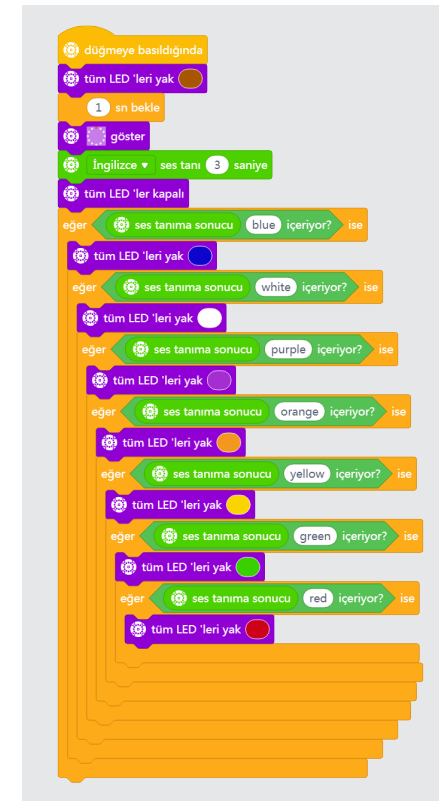 düğmeye basıldığında
tüm LED 'leri yak
1 sn bekle
göster
İngilizce ses tanı 3 saniye
tüm LED 'ler kapalı
eğer ses tanıma sonucu blue içeriyor? ise
tüm LED 'leri yak
eğer ses tanıma sonucu white içeriyor? ise
tüm LED 'leri yak
eğer ses tanıma sonucu purple içeriyor? ise
tüm LED 'leri yak
eğer ses tanıma sonucu orange içeriyor? ise
tüm LED 'leri yak
eğer ses tanıma sonucu yellow içeriyor? ise
tüm LED 'leri yak
eğer ses tanıma sonucu green içeriyor? ise
tüm LED 'leri yak
eğer ses tanıma sonucu red içeriyor? ise
tüm LED 'leri yak